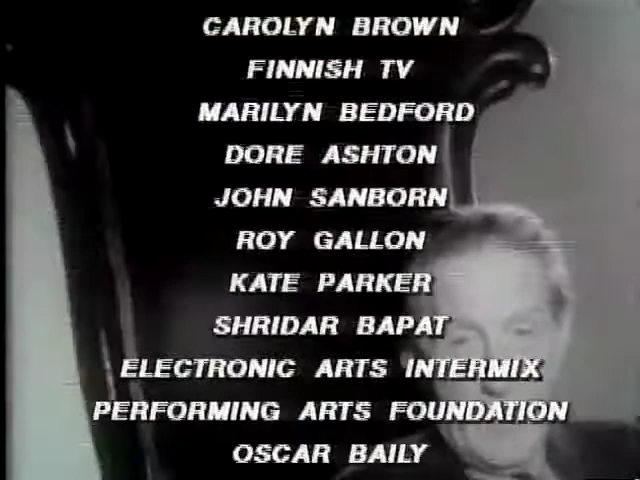 CAROLYN BROWN
FINNISH TV
MARILYN BEDFORD
DORE ASHTON
JOHN SANBORN
ROY GALLON
KATE PARKER
SHRIDAR BAPAT
ELECTRONIC ARTS INTERMIX
PERFORMING ARTS FOUNDATION
OSCAR BAILY